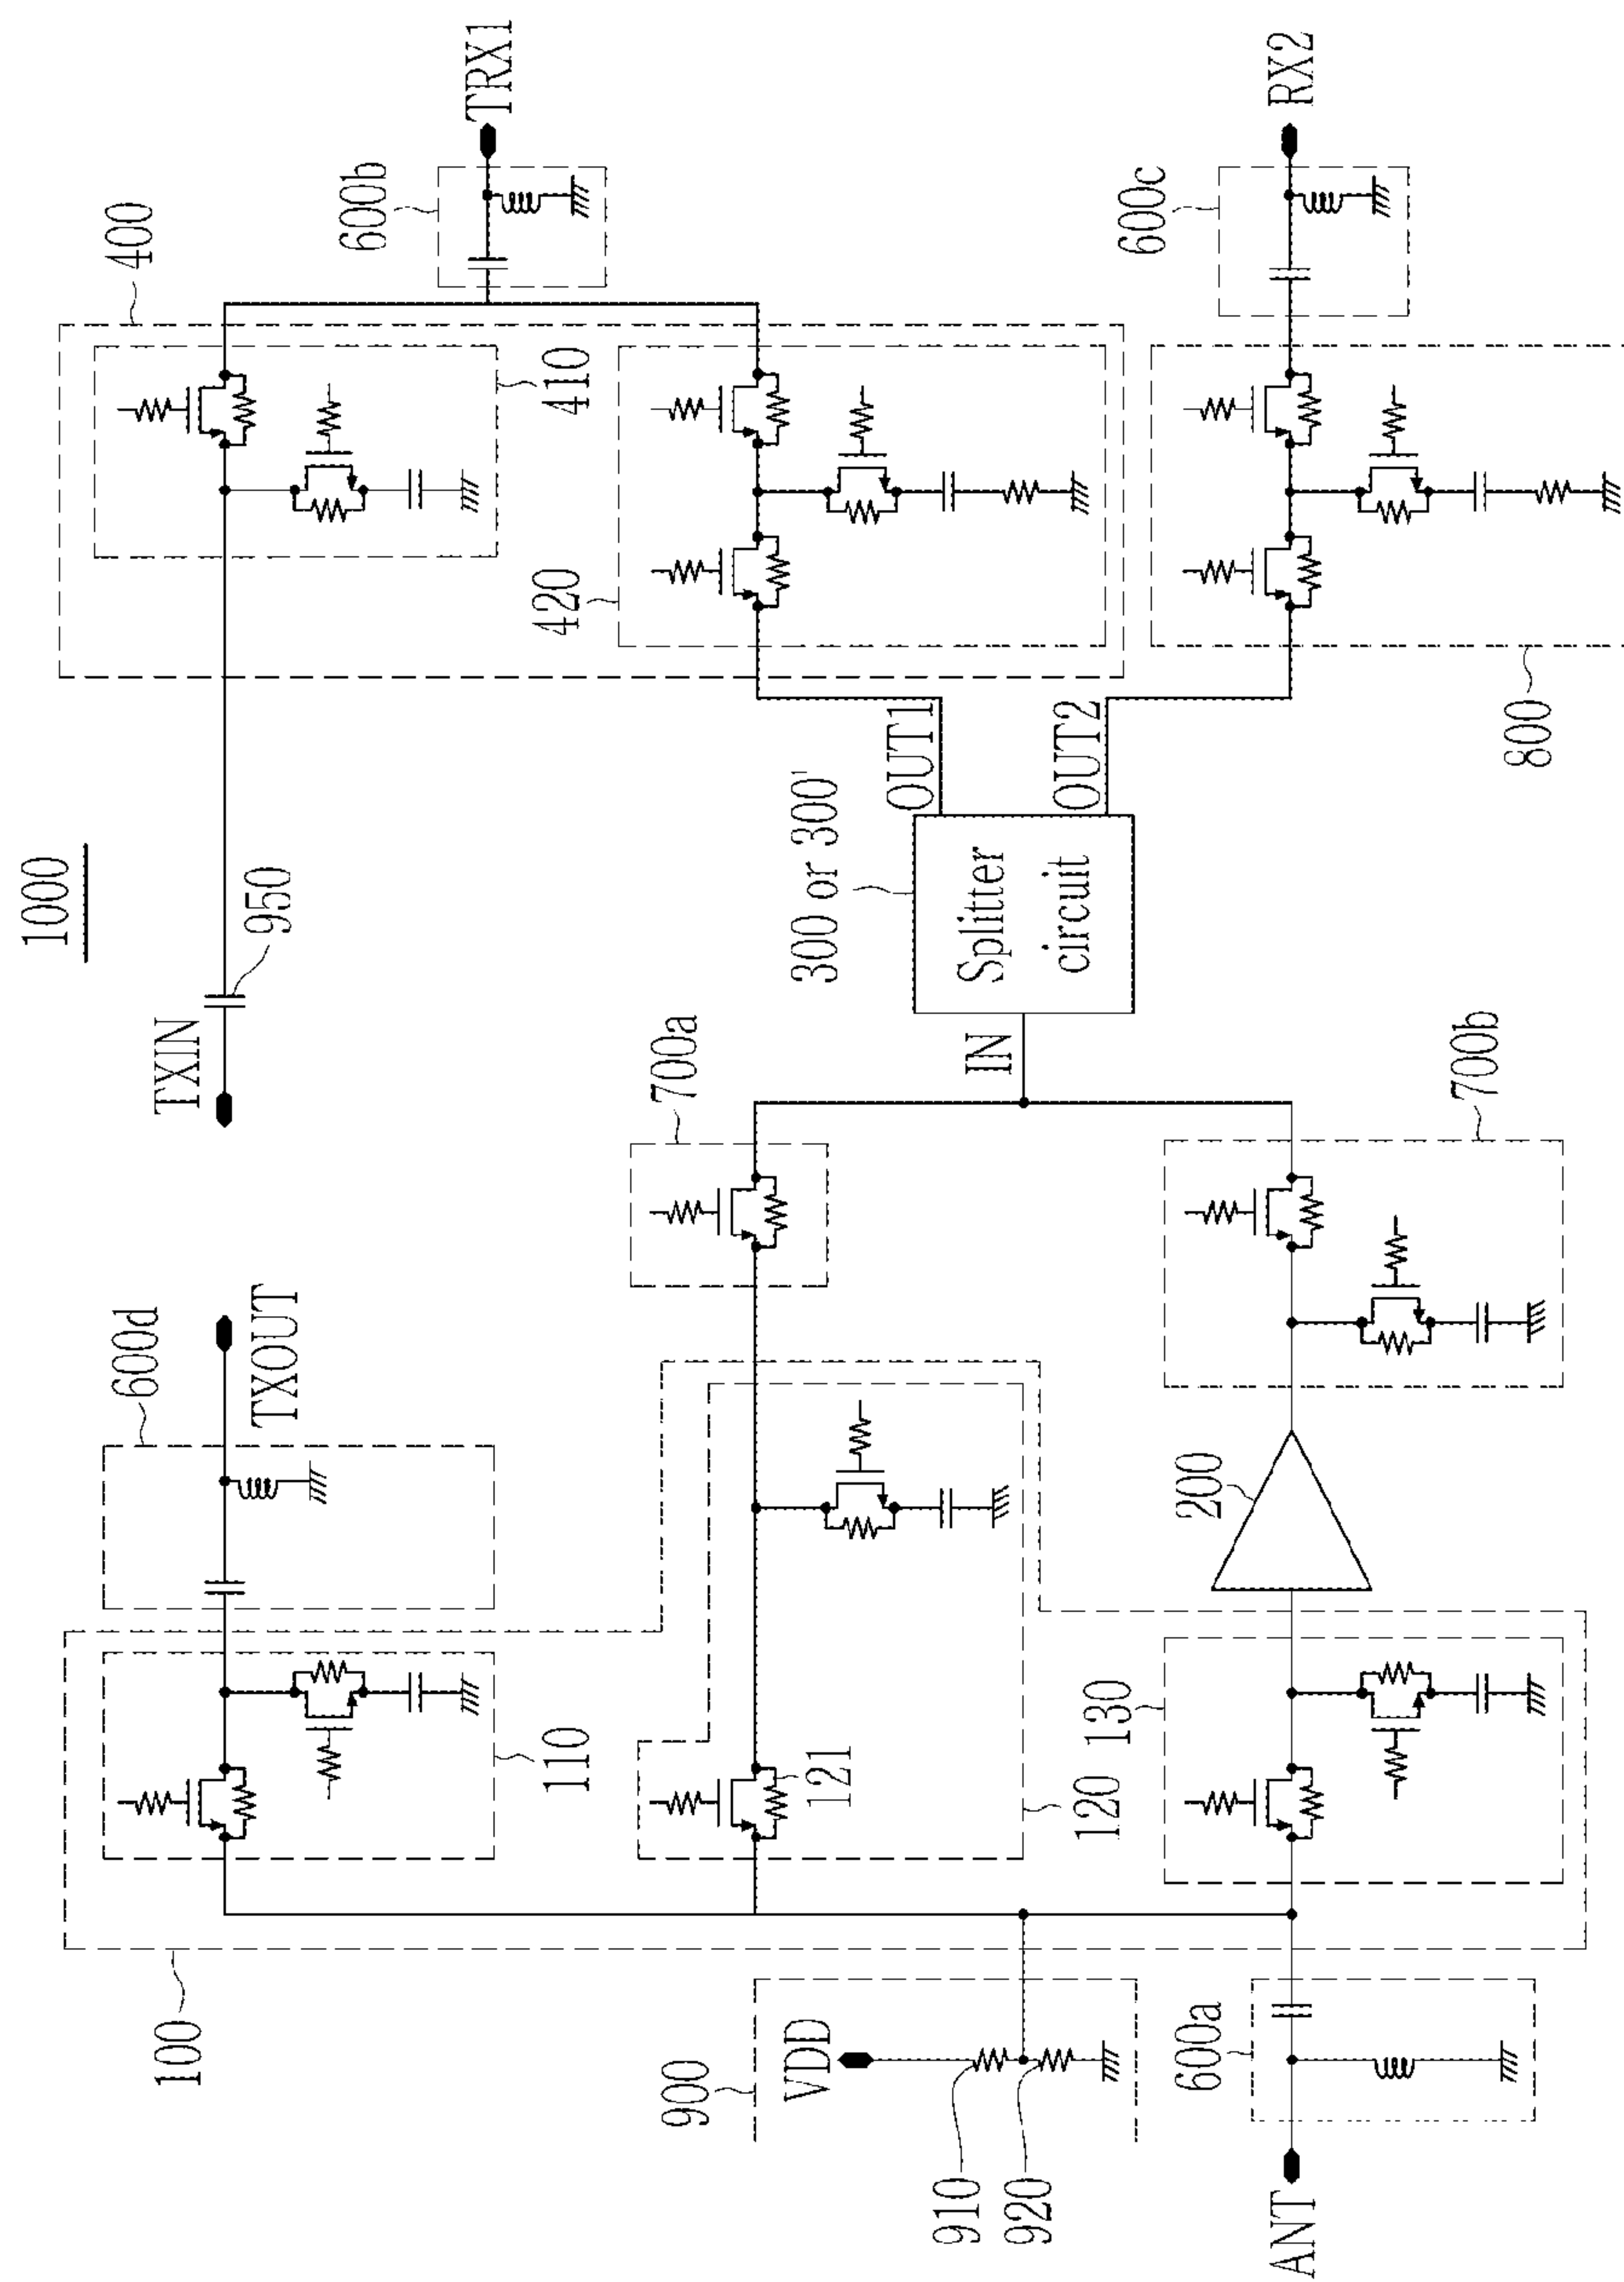 1000
TXIN
950
400
410
420
TRX1
600b
RX2
600c
800
OUT1
OUT2
300 or 300'
Splitter
circuit
IN
700a
700b
TXOUT
600d
200
110
121
120
130
100
VDD
900
910
920
600a
ANT